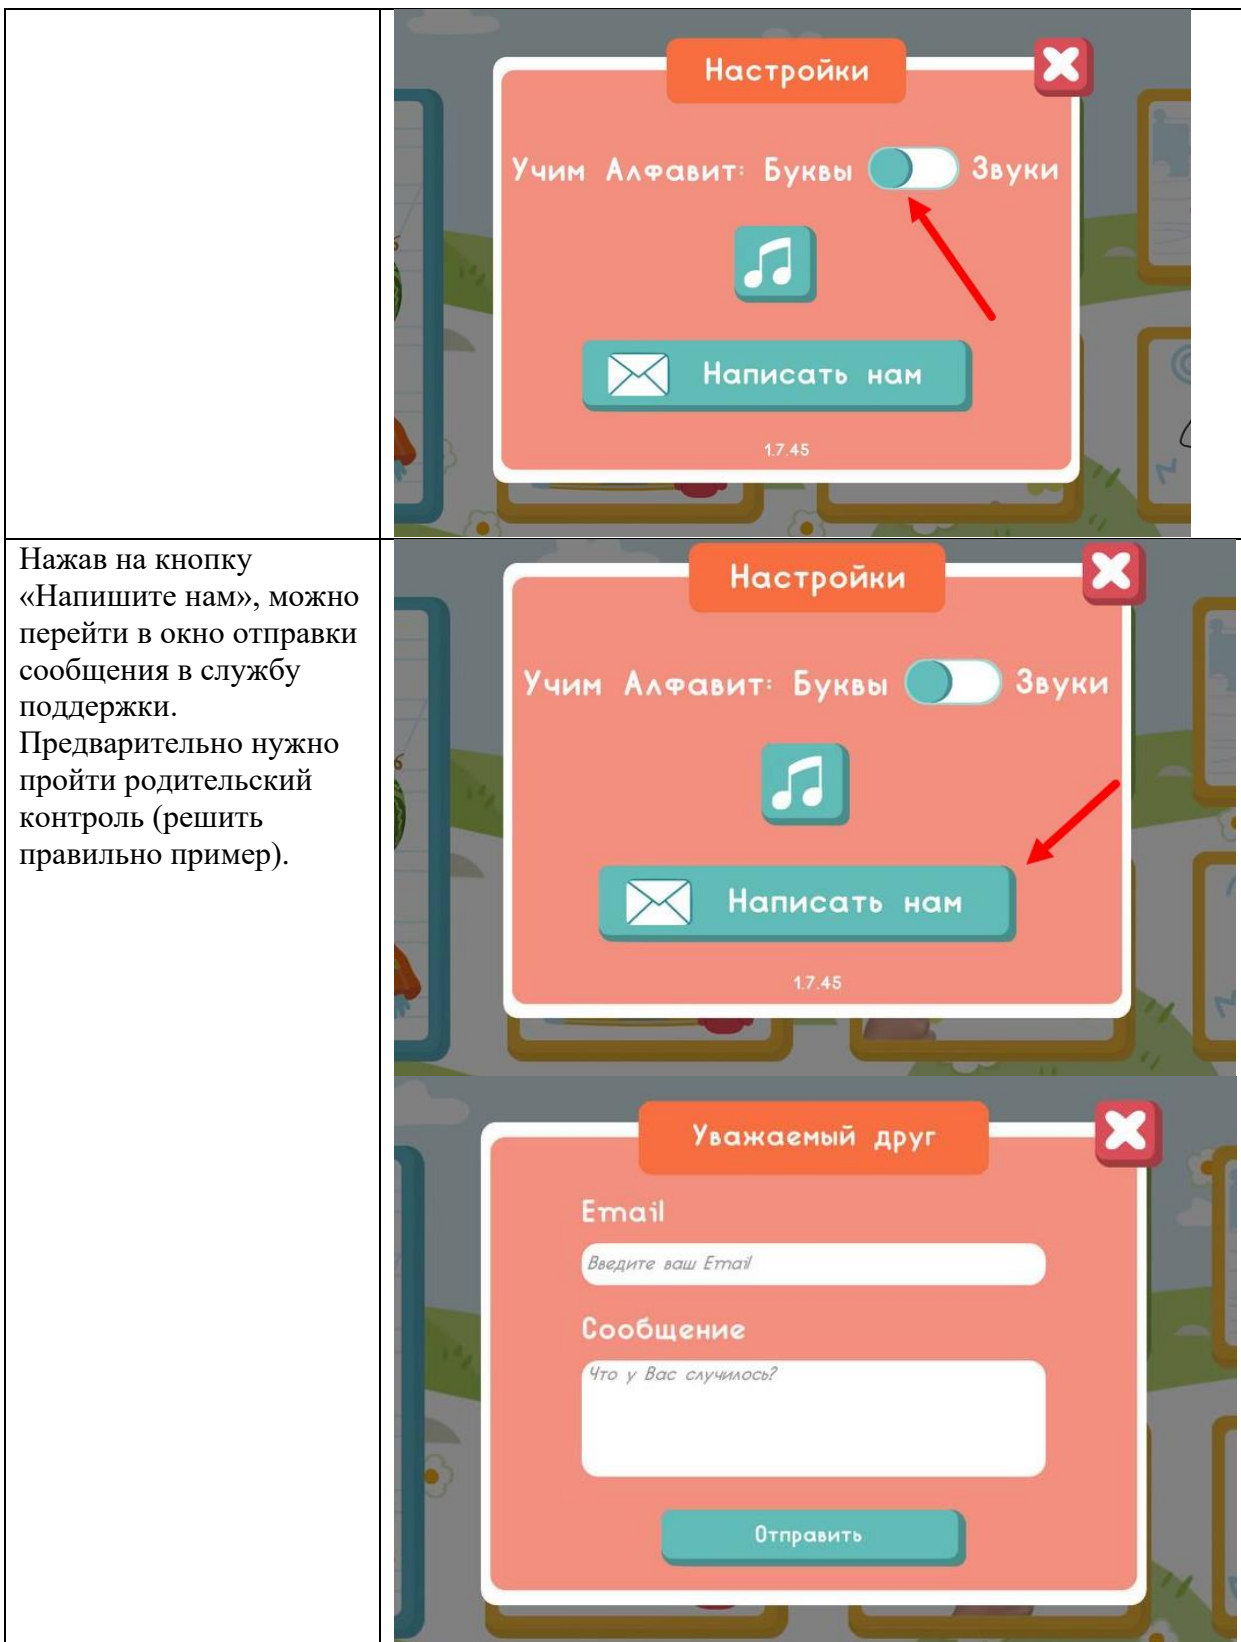 Настройки
Учим Алфавит: Буквы Звуки
Написать нам
1.7.45
Нажав на кнопку
«Напишите нам», можно
перейти в окно отправки
сообщения в службу
поддержки.
Предварительно нужно
пройти родительский
контроль (решить
правильно пример).
Настройки
Учим Алфавит: Буквы Звуки
Написать нам
1.7.45
Уважаемый друг
Email
Введите ваш Email
Сообщение
Что у Вас случилось?
Отправить